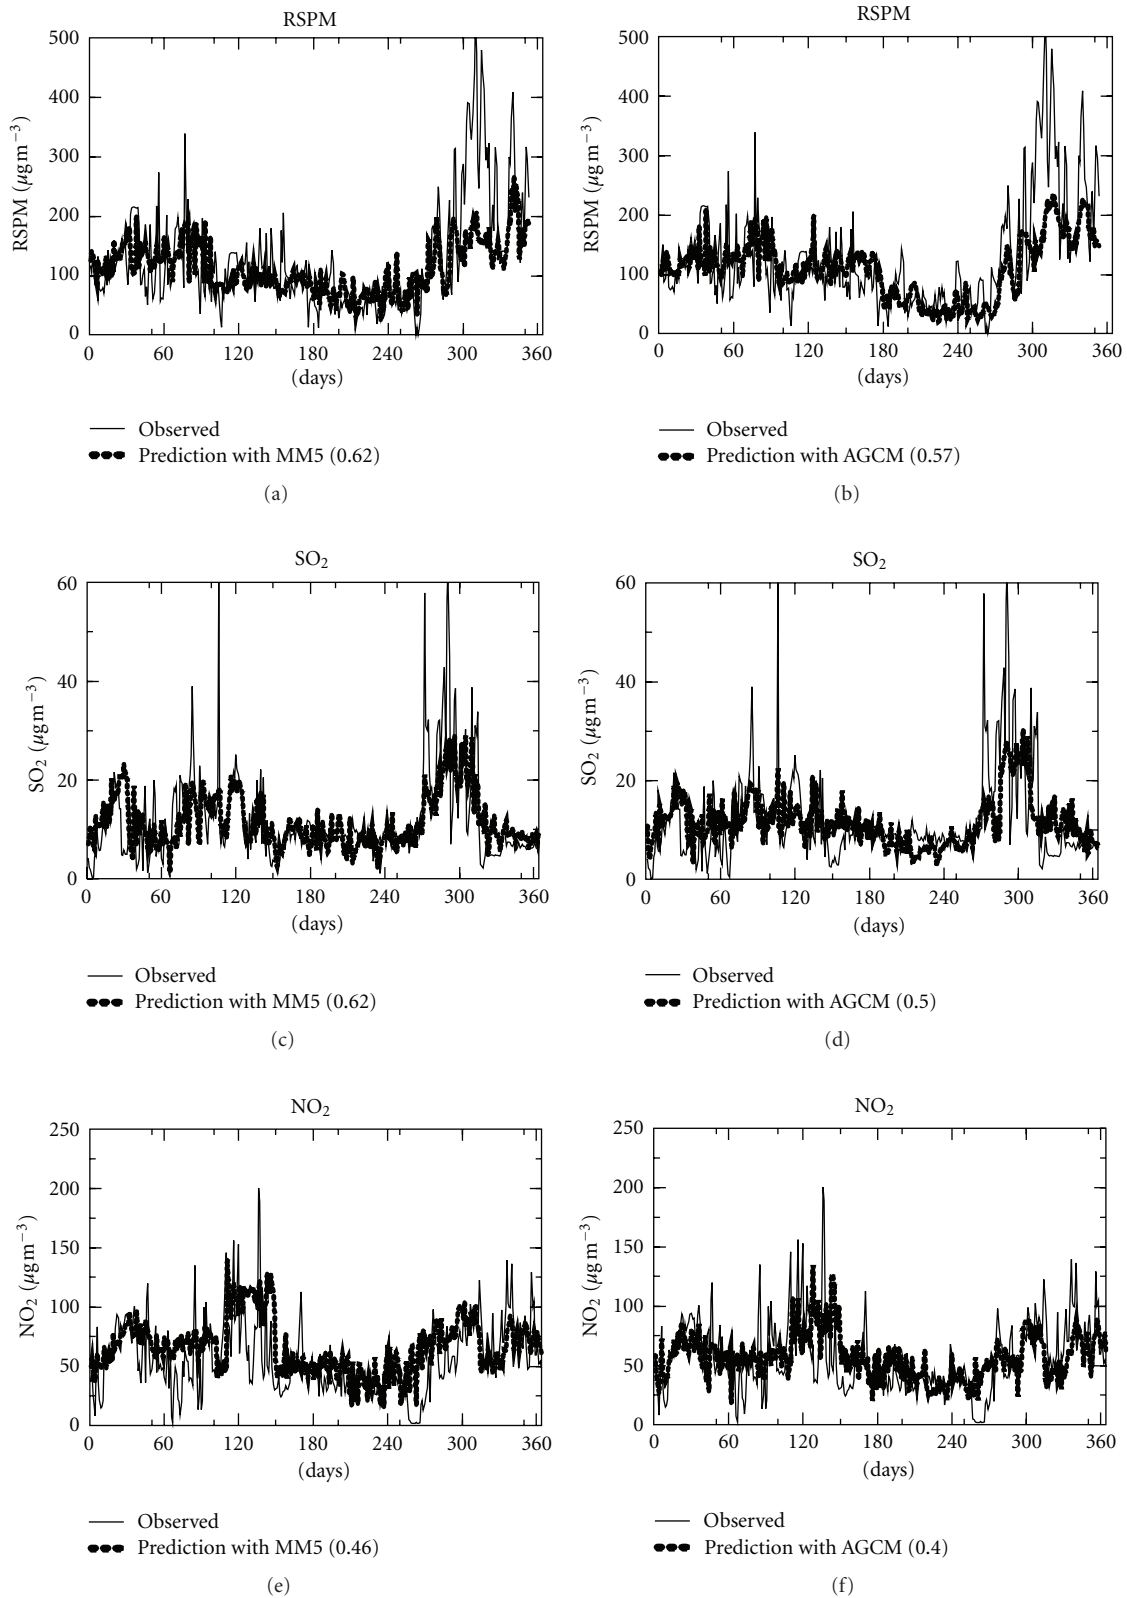 RSPM
RSPM (μg m−3)
500
400
300
200
100
0
0 60 120 180 240 300 360
(days)
Observed
Prediction with MM5 (0.62)
(a)
RSPM
RSPM (μg m−3)
500
400
300
200
100
0
0 60 120 180 240 300 360
(days)
Observed
Prediction with AGCM (0.57)
(b)
SO2
SO2 (μg m−3)
60
40
20
0
0 60 120 180 240 300 360
(days)
Observed
Prediction with MM5 (0.62)
(c)
SO2
SO2 (μg m−3)
60
40
20
0
0 60 120 180 240 300 360
(days)
Observed
Prediction with AGCM (0.5)
(d)
NO2
NO2 (μg m−3)
250
200
150
100
50
0
0 60 120 180 240 300 360
(days)
Observed
Prediction with MM5 (0.46)
(e)
NO2
NO2 (μg m−3)
250
200
150
100
50
0
0 60 120 180 240 300 360
(days)
Observed
Prediction with AGCM (0.4)
(f)